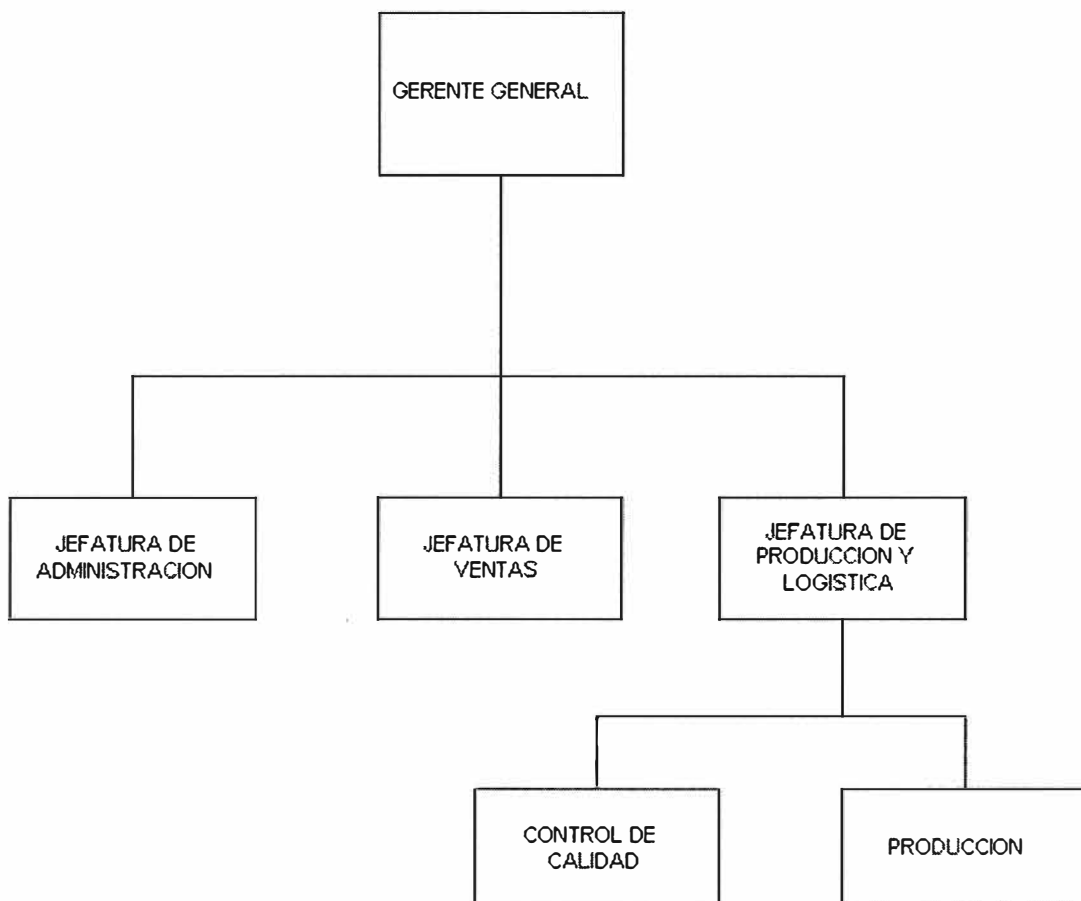 GERENTE GENERAL
JEFATURA DE
ADMINISTRACION
JEFATURA DE
VENTAS
JEFATURA DE
PRODUCCION Y
LOGISTICA
CONTROL DE
CALIDAD
PRODUCCION